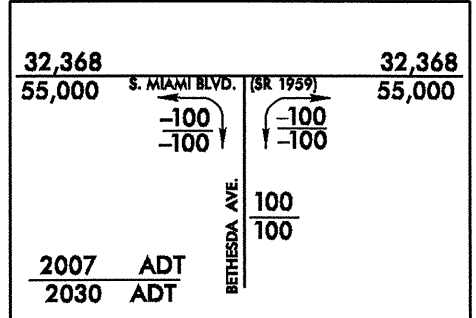 32,368 32,368
55,000 S. MIAMI BLVD. (SR 1959) 55,000
–100 –100
–100 –100
BETHESDA AVE.
100
100
2007 ADT
2030 ADT